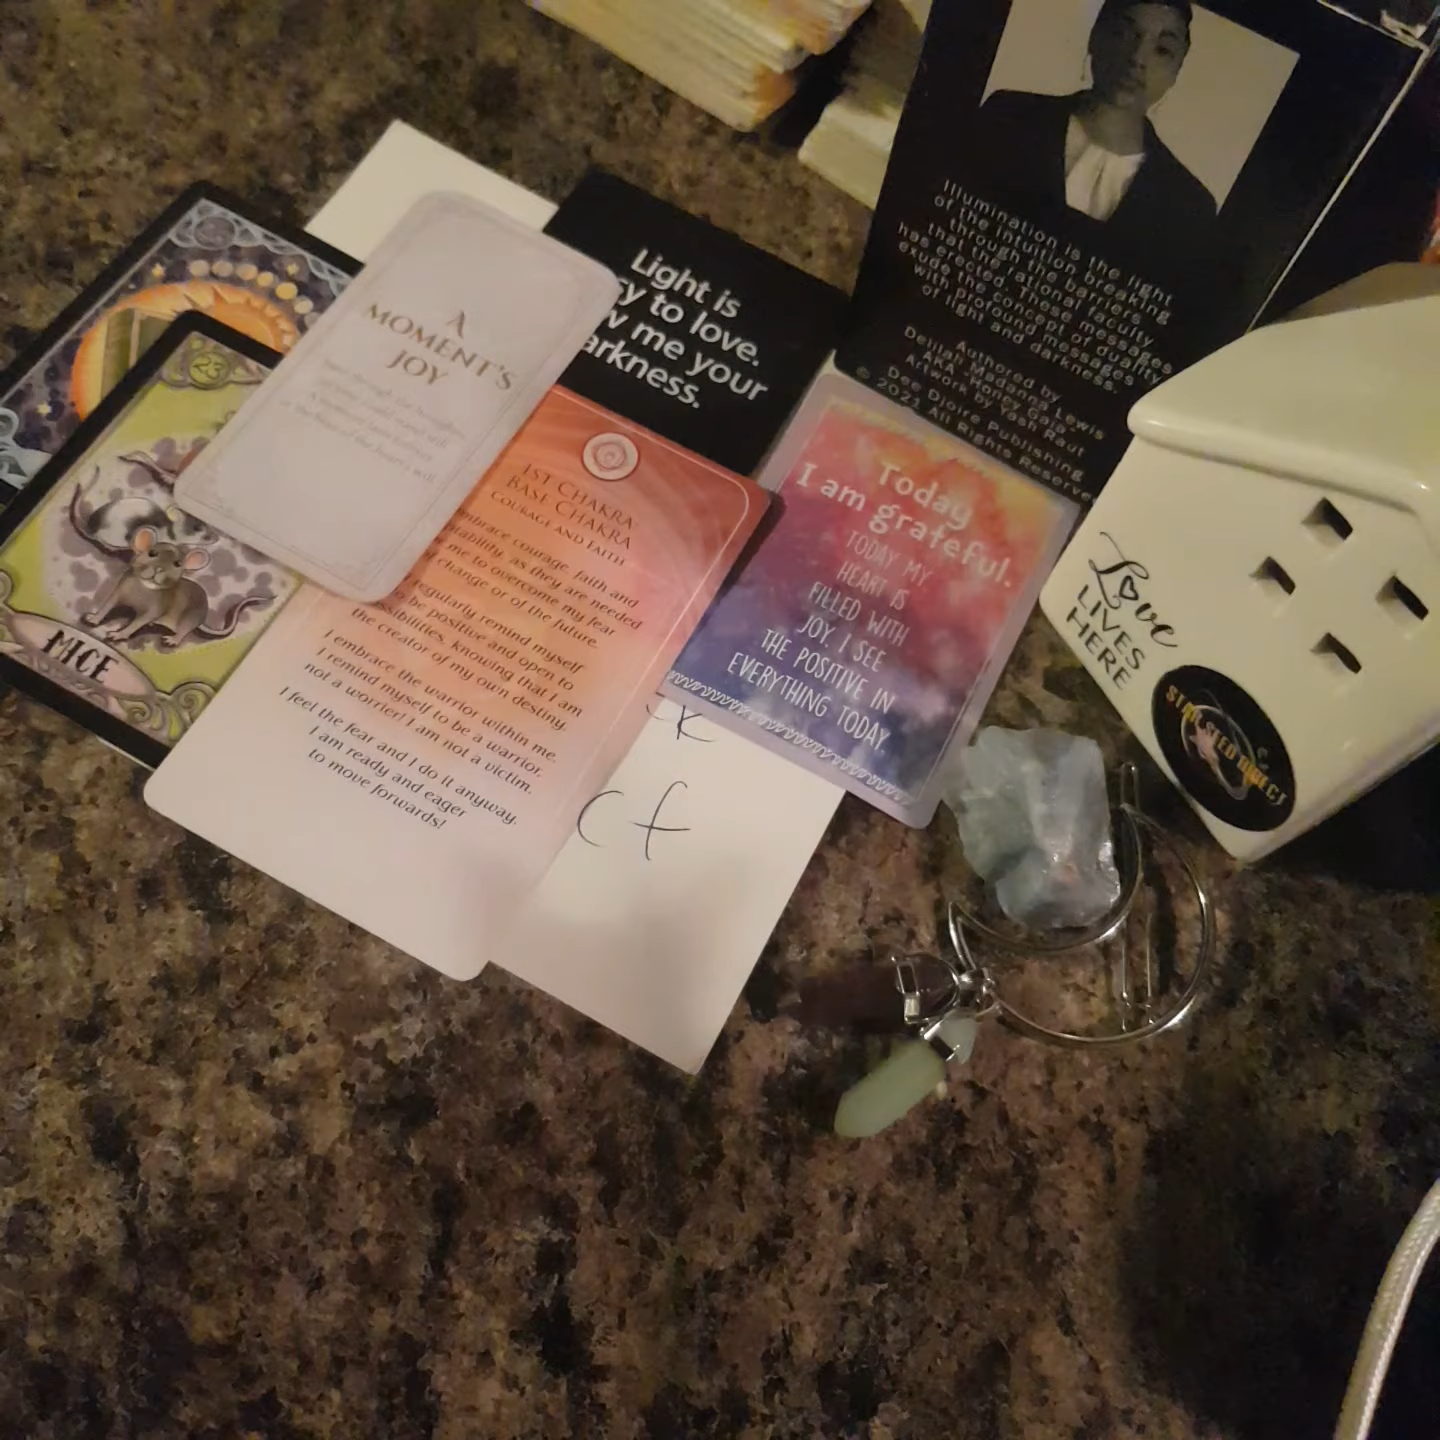 23
MICE
A
MOMENT'S
JOY
Light is
to love.
me your
1ST CHAKRA
BASE CHAKRA
COURAGE AND FAITH
embrace courage, faith and
as they are needed
me to overcome my fear
change or of the future.
regularly remind myself
to be positive and open to
knowing that I am
the creator of my own destiny.
I embrace the warrior within me.
I remind myself to be a warrior,
not a worrier! I am not a victim.
I feel the fear and I do it anyway.
I am ready and eager
to move forwards!
Today
I am grateful.
TODAY MY
HEART IS
FILLED WITH
JOY. I SEE
THE POSITIVE IN
EVERYTHING TODAY.
Illumination is the light
of the intuition breaking
through the barriers
that the rational faculty
has erected. These messages
exude the concept of duality
with profound messages
of light and darkness.
Authored by
Delilah Madonna Lewis
Artwork by Yash Raut
Dee Dioire Publishing
© 2021 All Rights Reserve
Love
LIVES
HERE